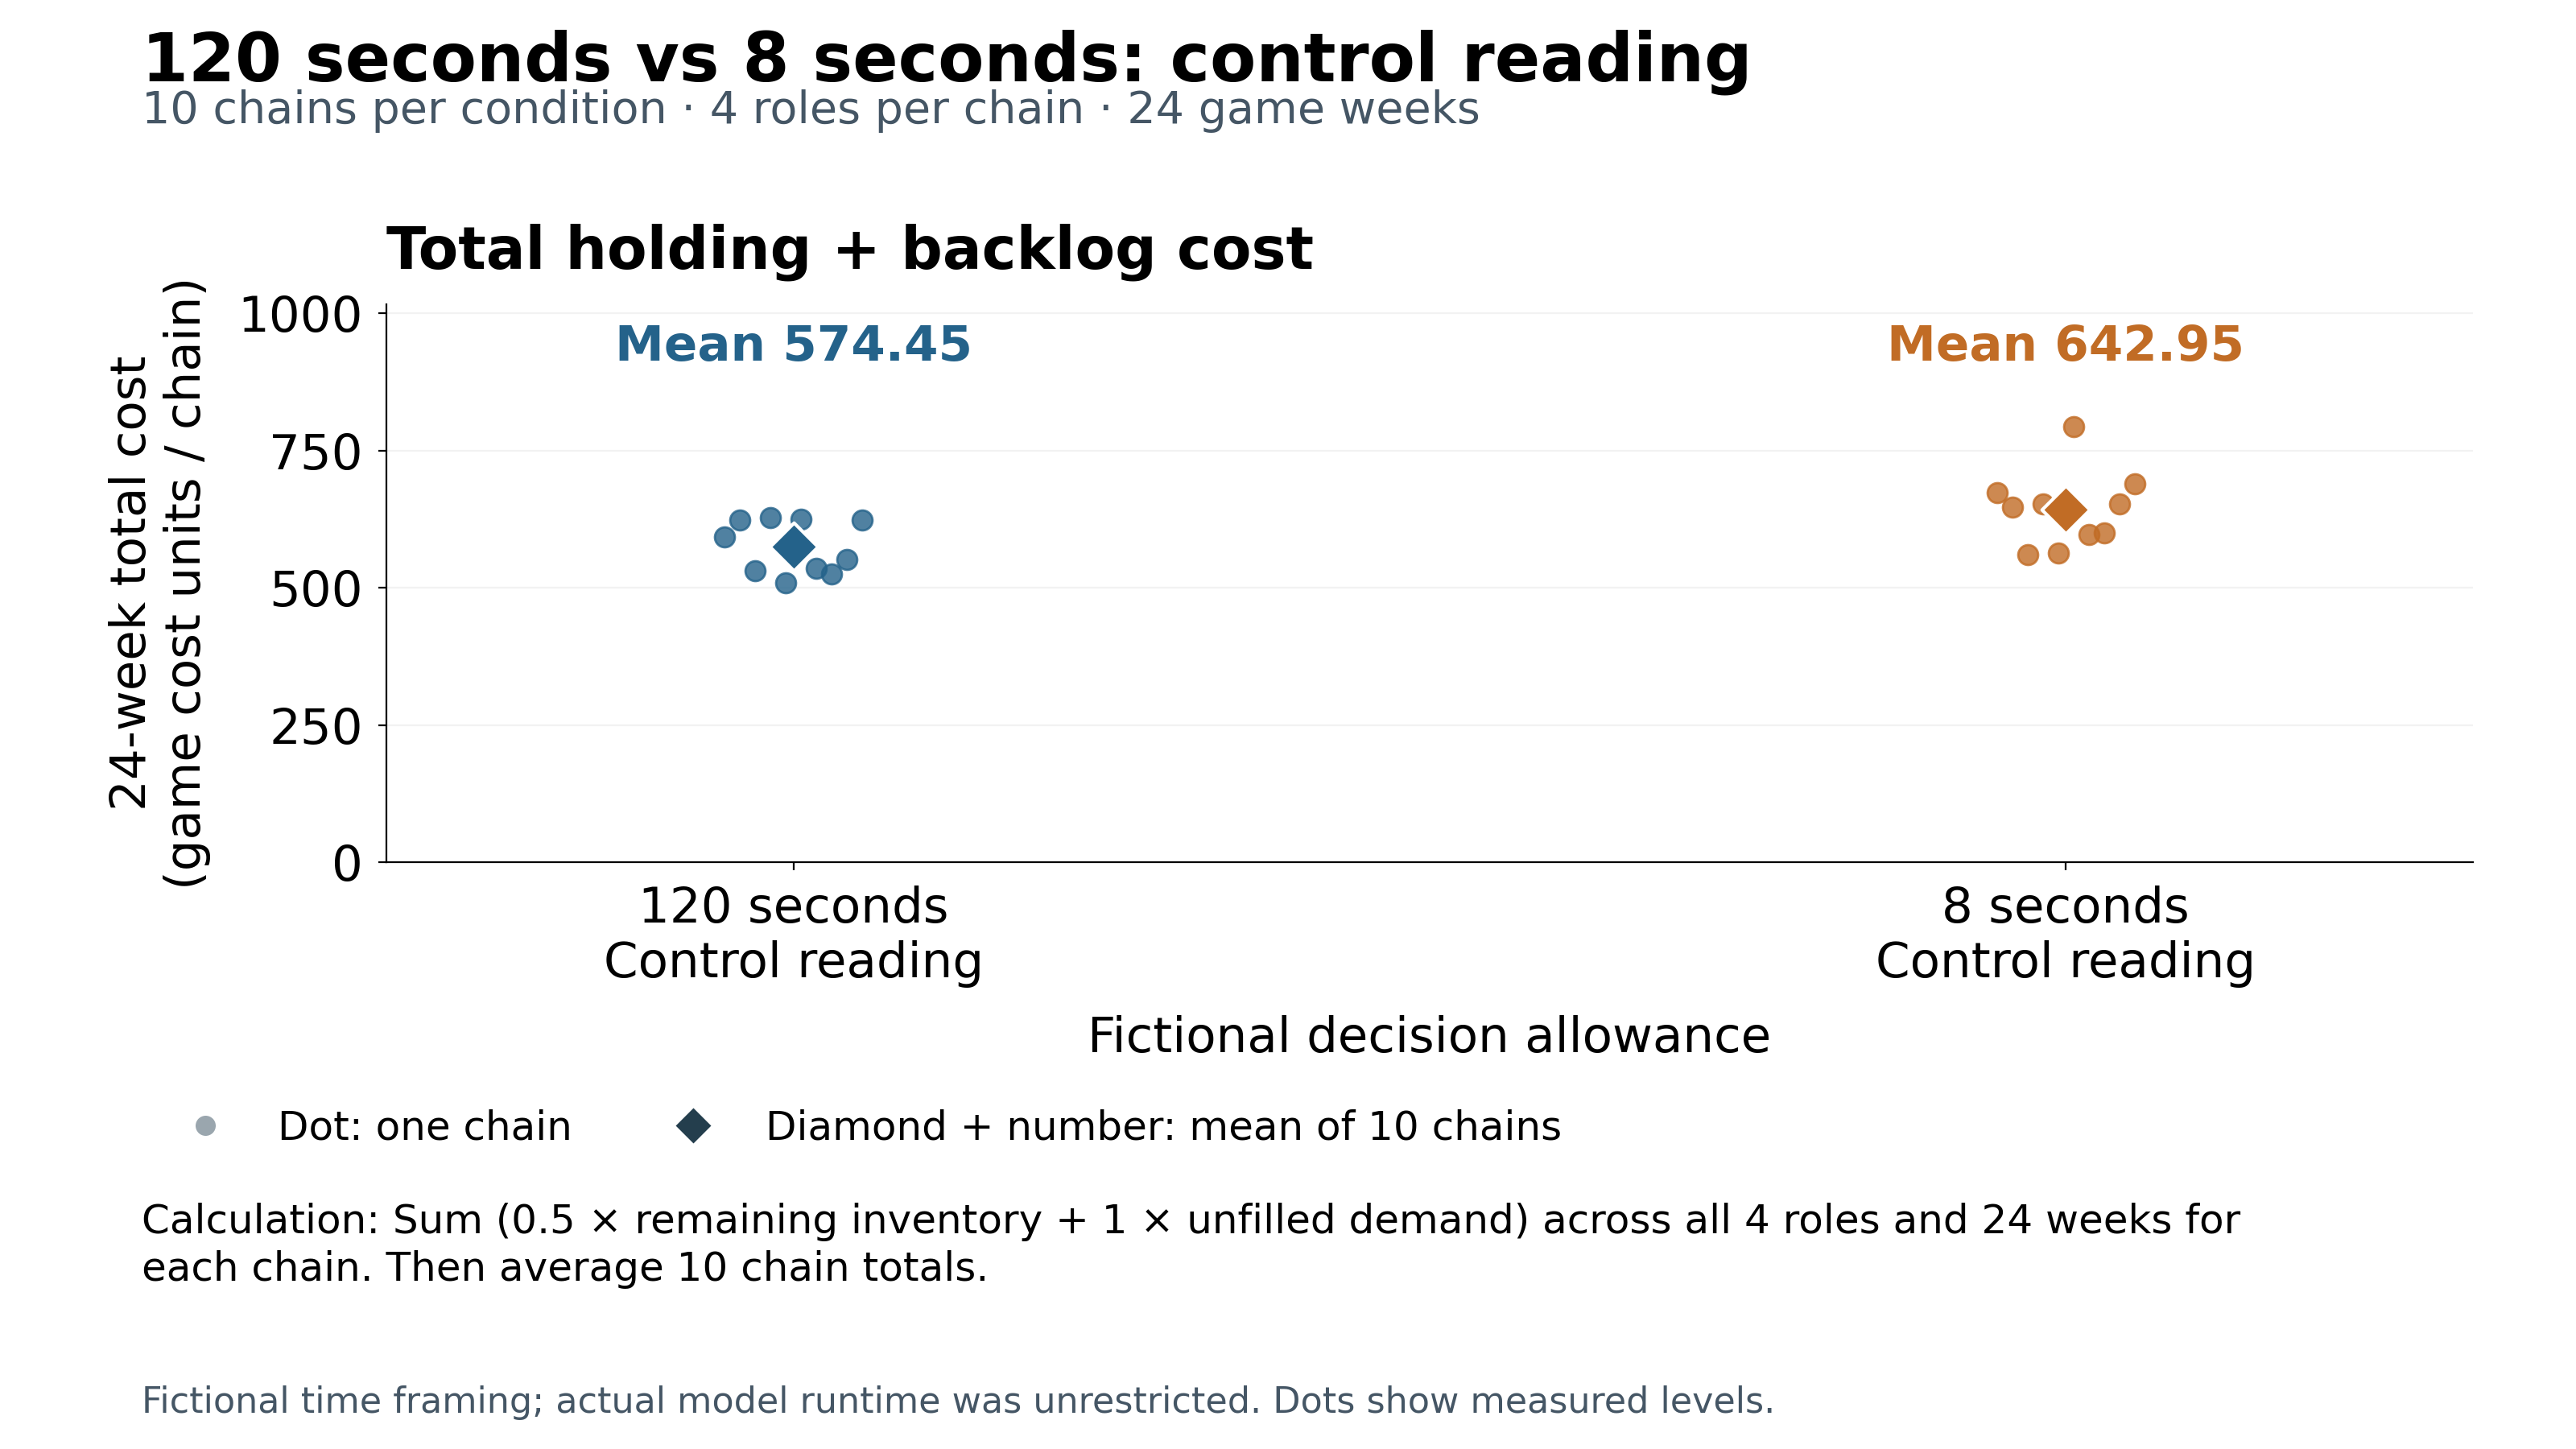 120 seconds vs 8 seconds: control reading
10 chains per condition · 4 roles per chain · 24 game weeks
Total holding + backlog cost
24-week total cost
(game cost units / chain)
1000
750
500
250
0
Mean 574.45
Mean 642.95
120 seconds
Control reading
8 seconds
Control reading
Fictional decision allowance
Dot: one chain
Diamond + number: mean of 10 chains
Calculation: Sum (0.5 × remaining inventory + 1 × unfilled demand) across all 4 roles and 24 weeks for
each chain. Then average 10 chain totals.
Fictional time framing; actual model runtime was unrestricted. Dots show measured levels.